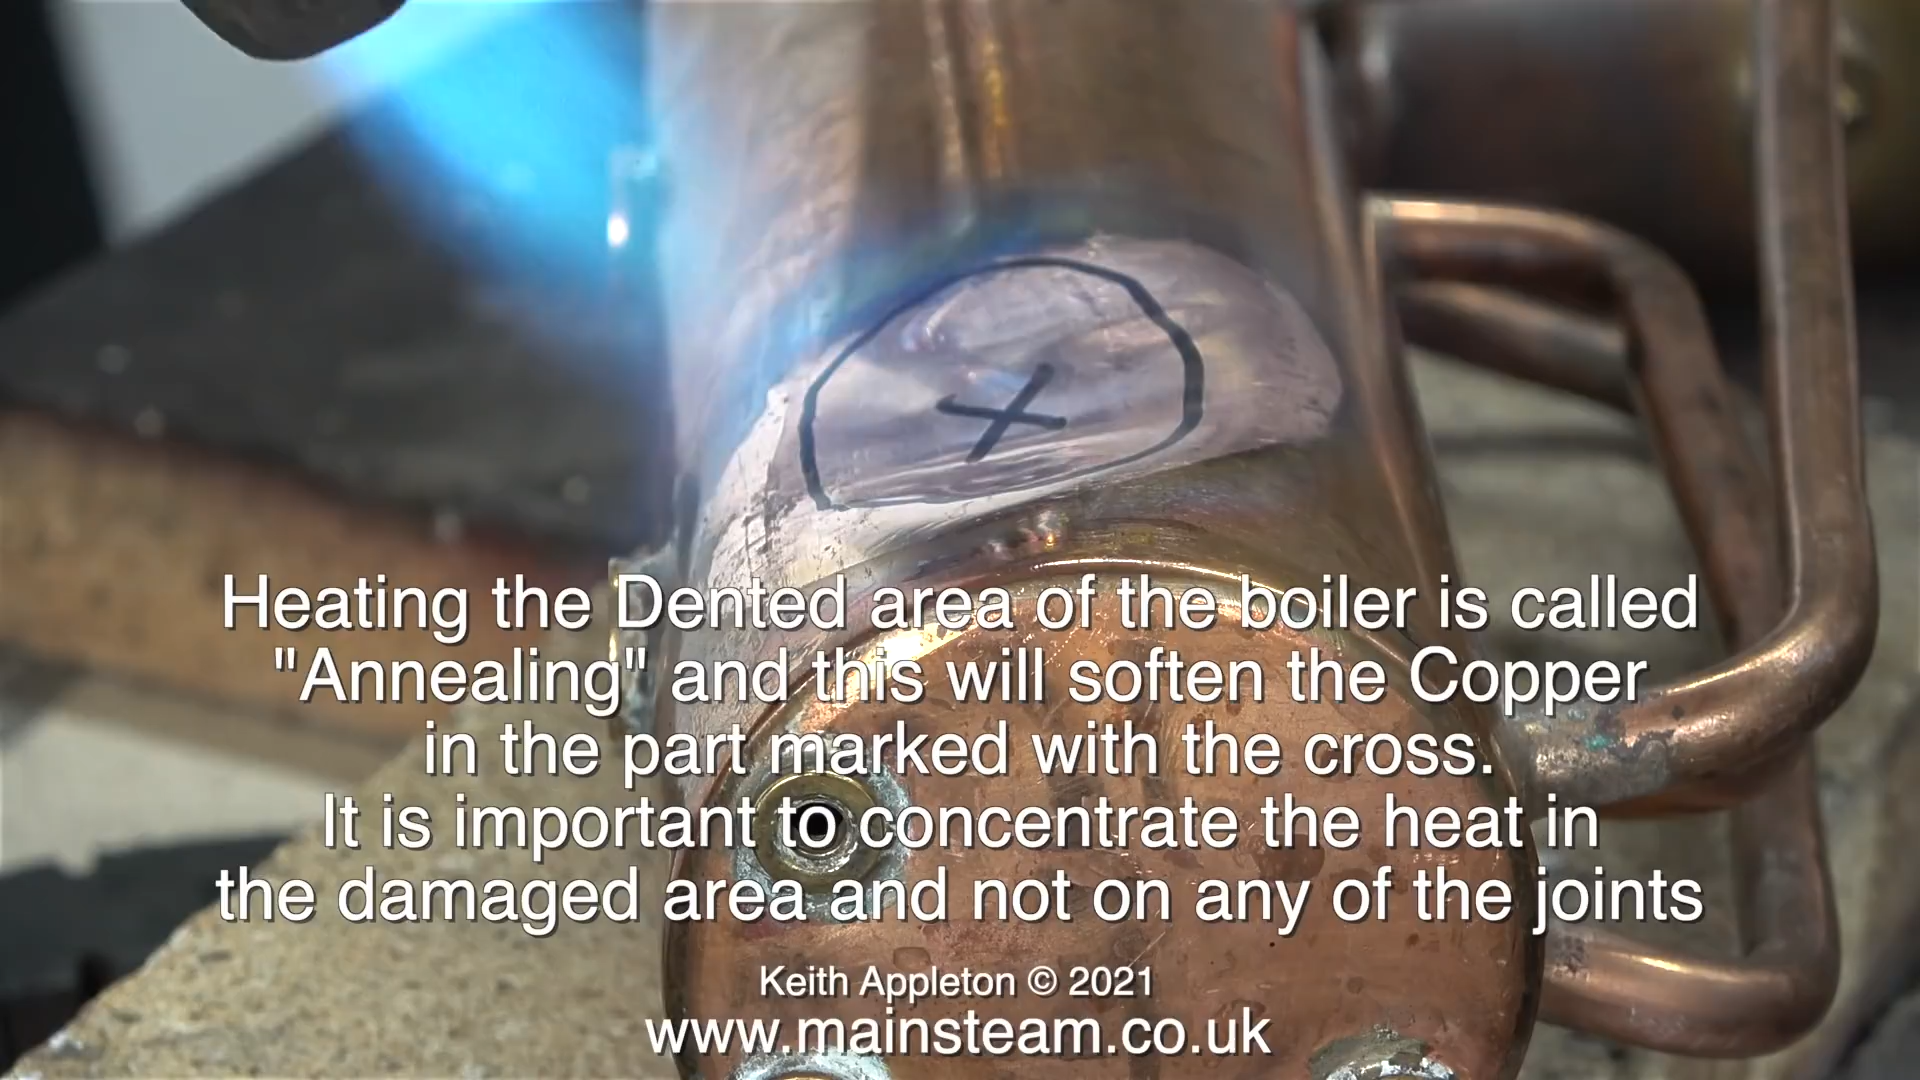 Heating the Dented area of the boiler is called
"Annealing" and this will soften the Copper
in the part marked with the cross.
It is important to concentrate the heat in
the damaged area and not on any of the joints
Keith Appleton © 2021
www.mainsteam.co.uk